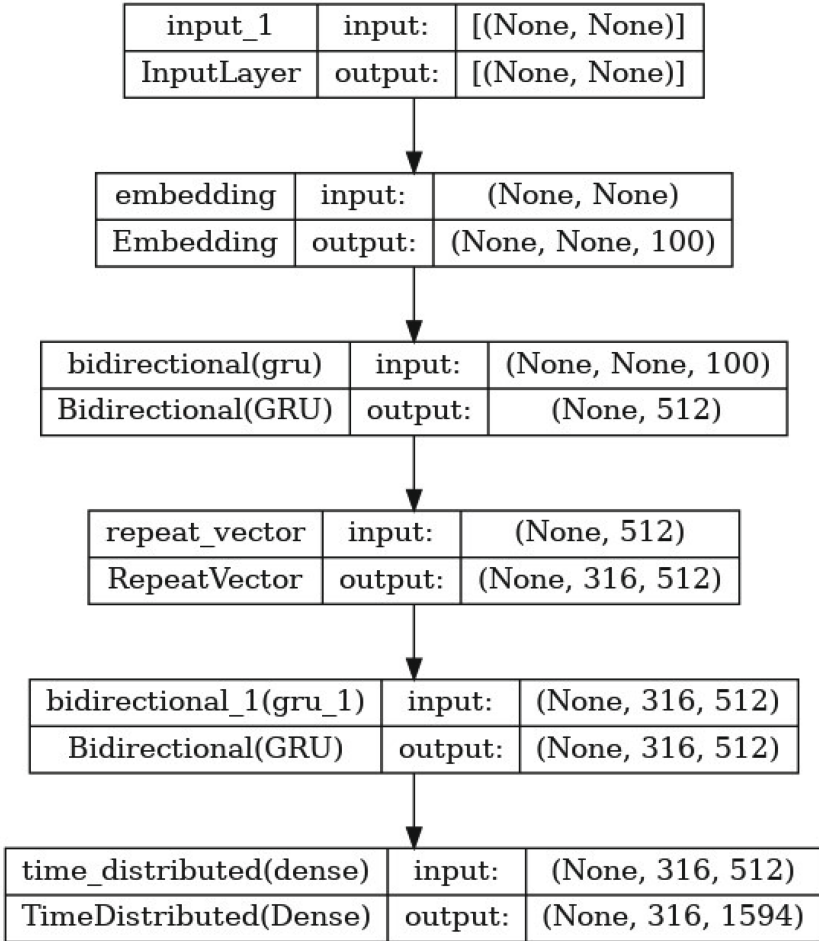 input_1 input: [(None, None)]
InputLayer output: [(None, None)]
embedding input: (None, None)
Embedding output: (None, None, 100)
bidirectional(gru) input: (None, None, 100)
Bidirectional(GRU) output: (None, 512)
repeat_vector input: (None, 512)
RepeatVector output: (None, 316, 512)
bidirectional_1(gru_1) input: (None, 316, 512)
Bidirectional(GRU) output: (None, 316, 512)
time_distributed(dense) input: (None, 316, 512)
TimeDistributed(Dense) output: (None, 316, 1594)